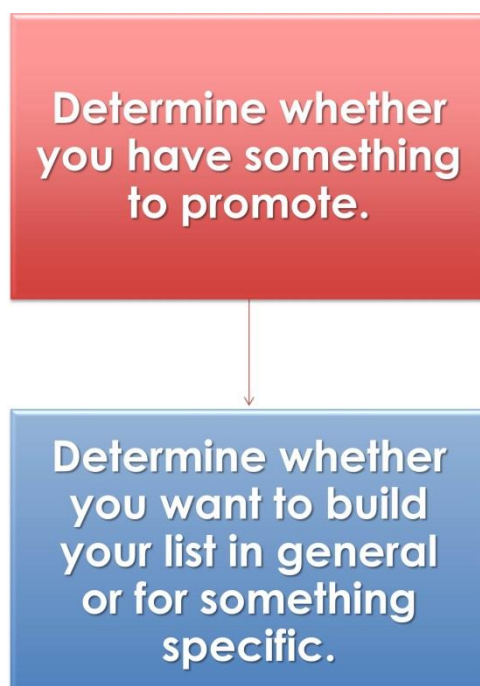 Determine whether
you have something
to promote.
Determine whether
you want to build
your list in general
or for something
specific.